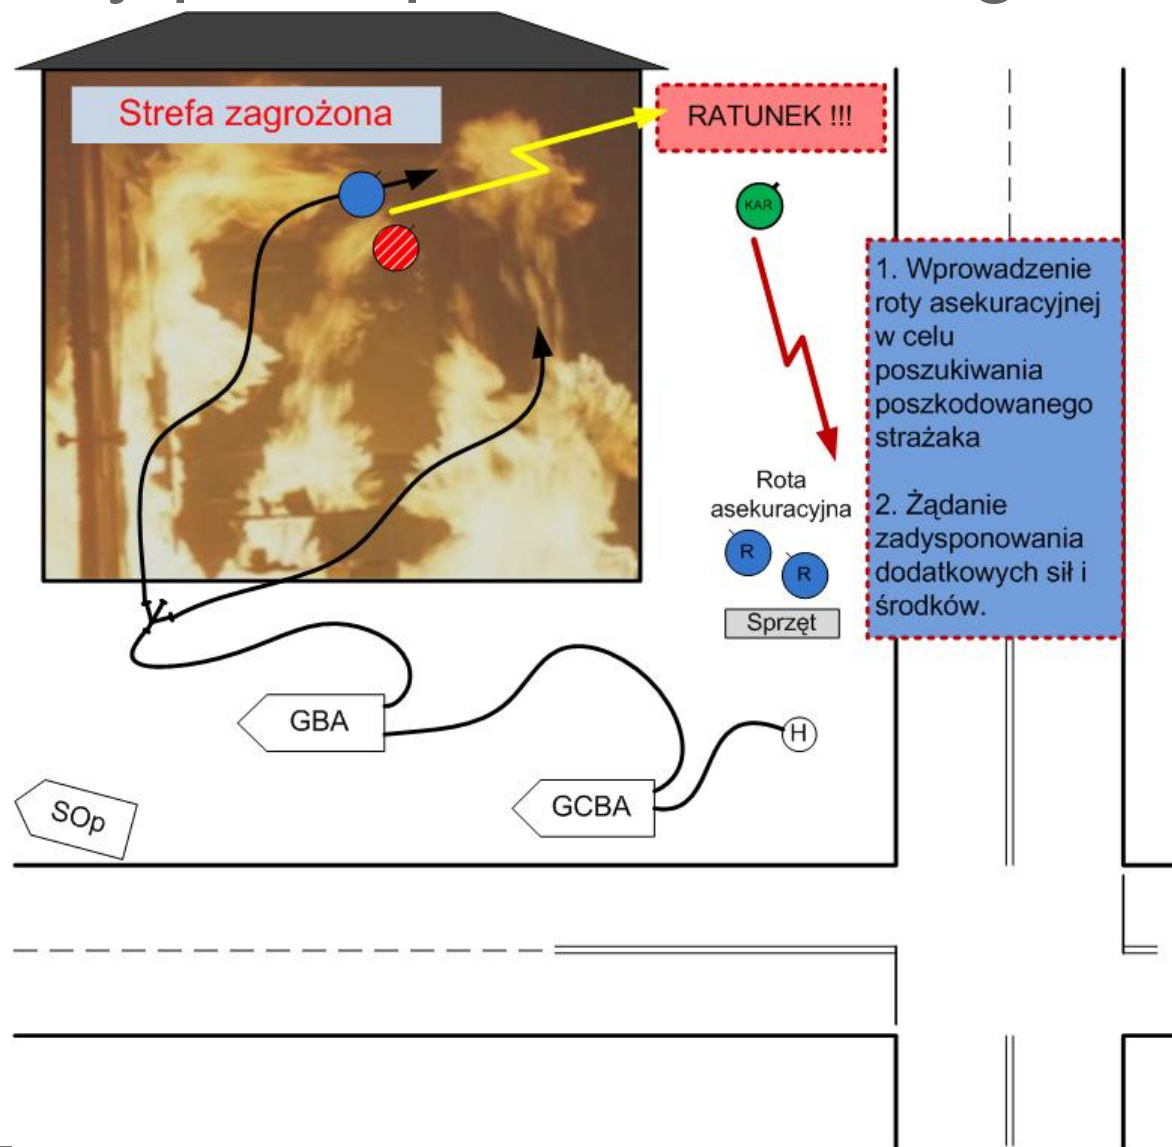 Strefa zagrożona
RATUNEK !!!
KAR
1. Wprowadzenie
roty asekuracyjnej
w celu
poszukiwania
poszkodowanego
strażaka
2. Żądanie
zadysponowania
dodatkowych sił i
środków.
Rota
asekuracyjna
R
R
Sprzęt
GBA
H
GCBA
SOp